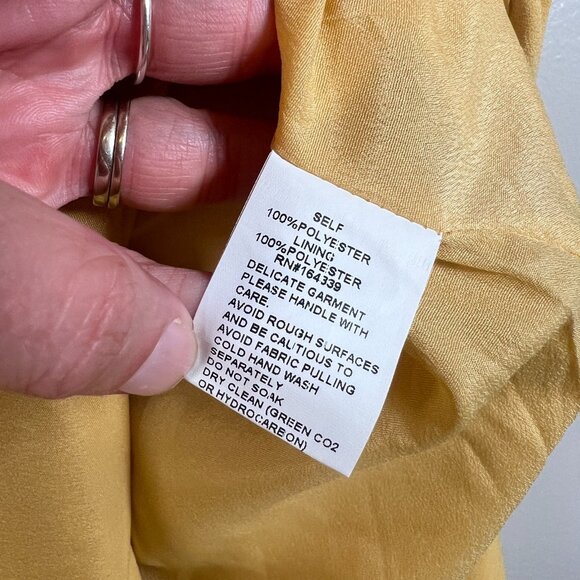 SELF
100%POLYESTER
LINING
100%POLYESTER
RN#164339
DELICATE GARMENT
PLEASE HANDLE WITH
CARE.
AVOID ROUGH SURFACES
AND BE CAUTIOUS TO
AVOID FABRIC PULLING
COLD HAND WASH
SEPARATELY
DO NOT SOAK
DRY CLEAN (GREEN CO2
OR HYDROCARBON)